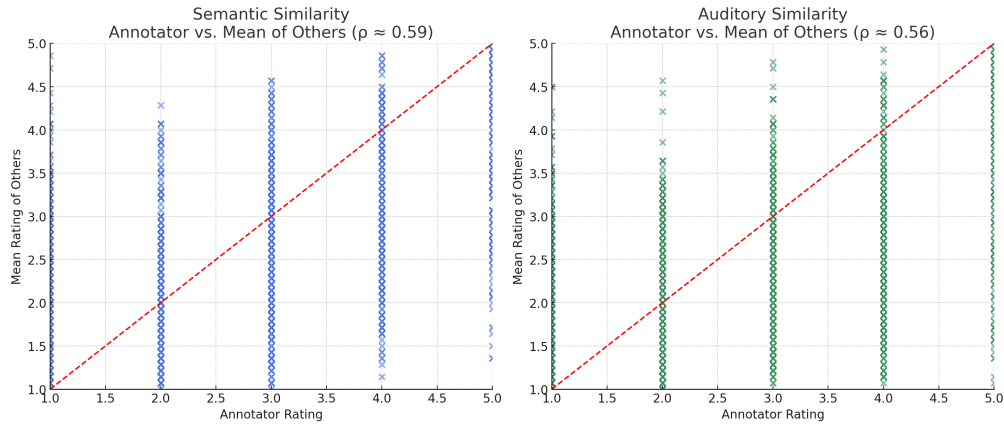 Semantic Similarity
Annotator vs. Mean of Others (ρ ≈ 0.59)
Mean Rating of Others
5.0
4.5
4.0
3.5
3.0
2.5
2.0
1.5
1.0
1.0 1.5 2.0 2.5 3.0 3.5 4.0 4.5 5.0
Annotator Rating
Auditory Similarity
Annotator vs. Mean of Others (ρ ≈ 0.56)
Mean Rating of Others
5.0
4.5
4.0
3.5
3.0
2.5
2.0
1.5
1.0
1.0 1.5 2.0 2.5 3.0 3.5 4.0 4.5 5.0
Annotator Rating